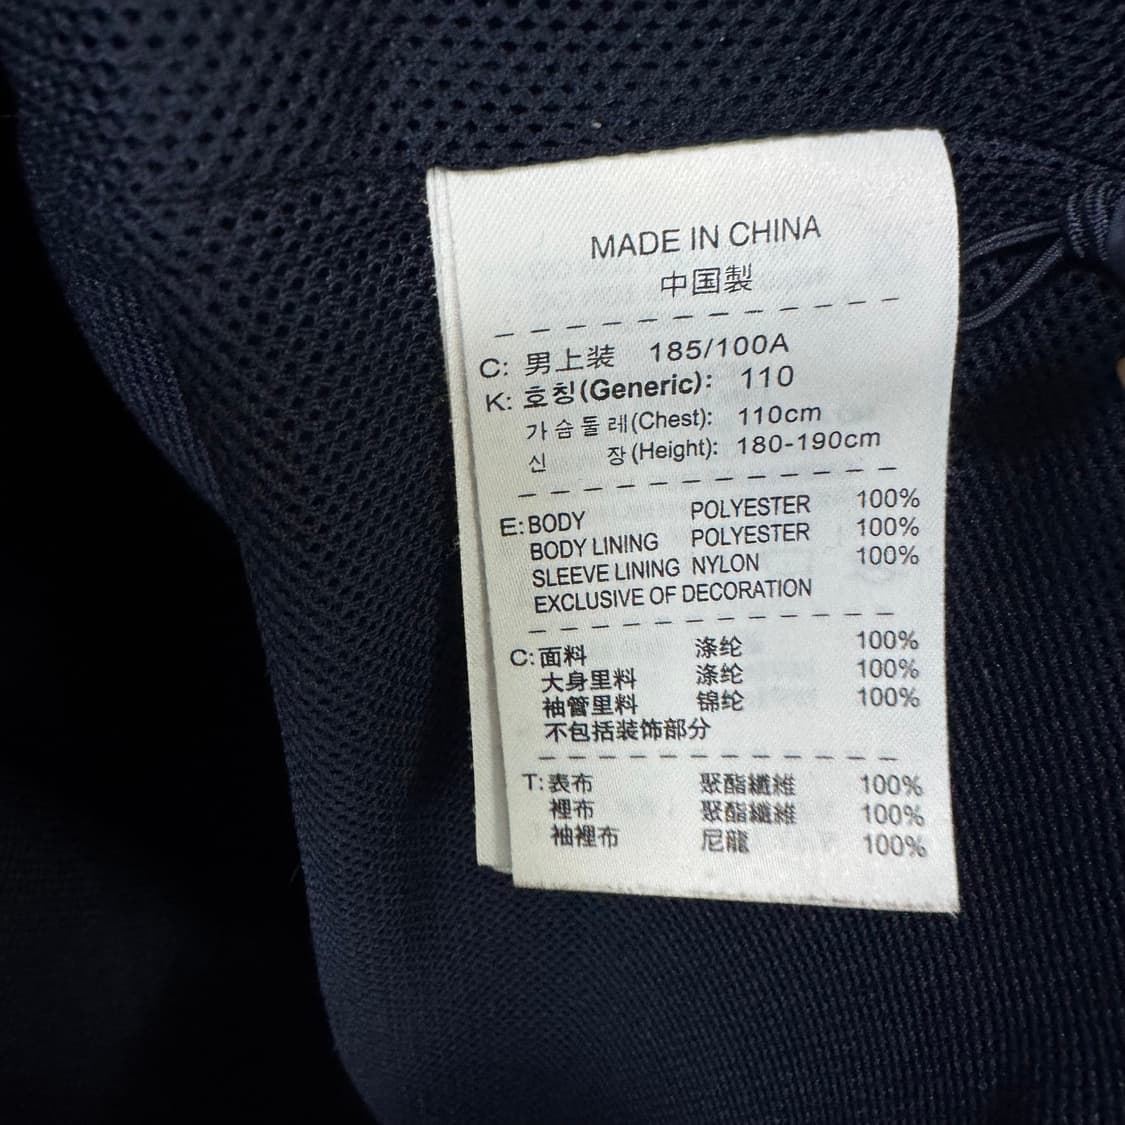 MADE IN CHINA
中国製
C: 男上装 185/100A
K: 호칭(Generic): 110
가슴둘레(Chest): 110cm
신 장(Height): 180-190cm
E: BODY POLYESTER 100%
BODY LINING POLYESTER 100%
SLEEVE LINING NYLON 100%
EXCLUSIVE OF DECORATION
C: 面料 涤纶 100%
大身里料 涤纶 100%
袖管里料 锦纶 100%
不包括装饰部分
T: 表布 聚酯纖維 100%
裡布 聚酯纖維 100%
袖裡布 尼龍 100%